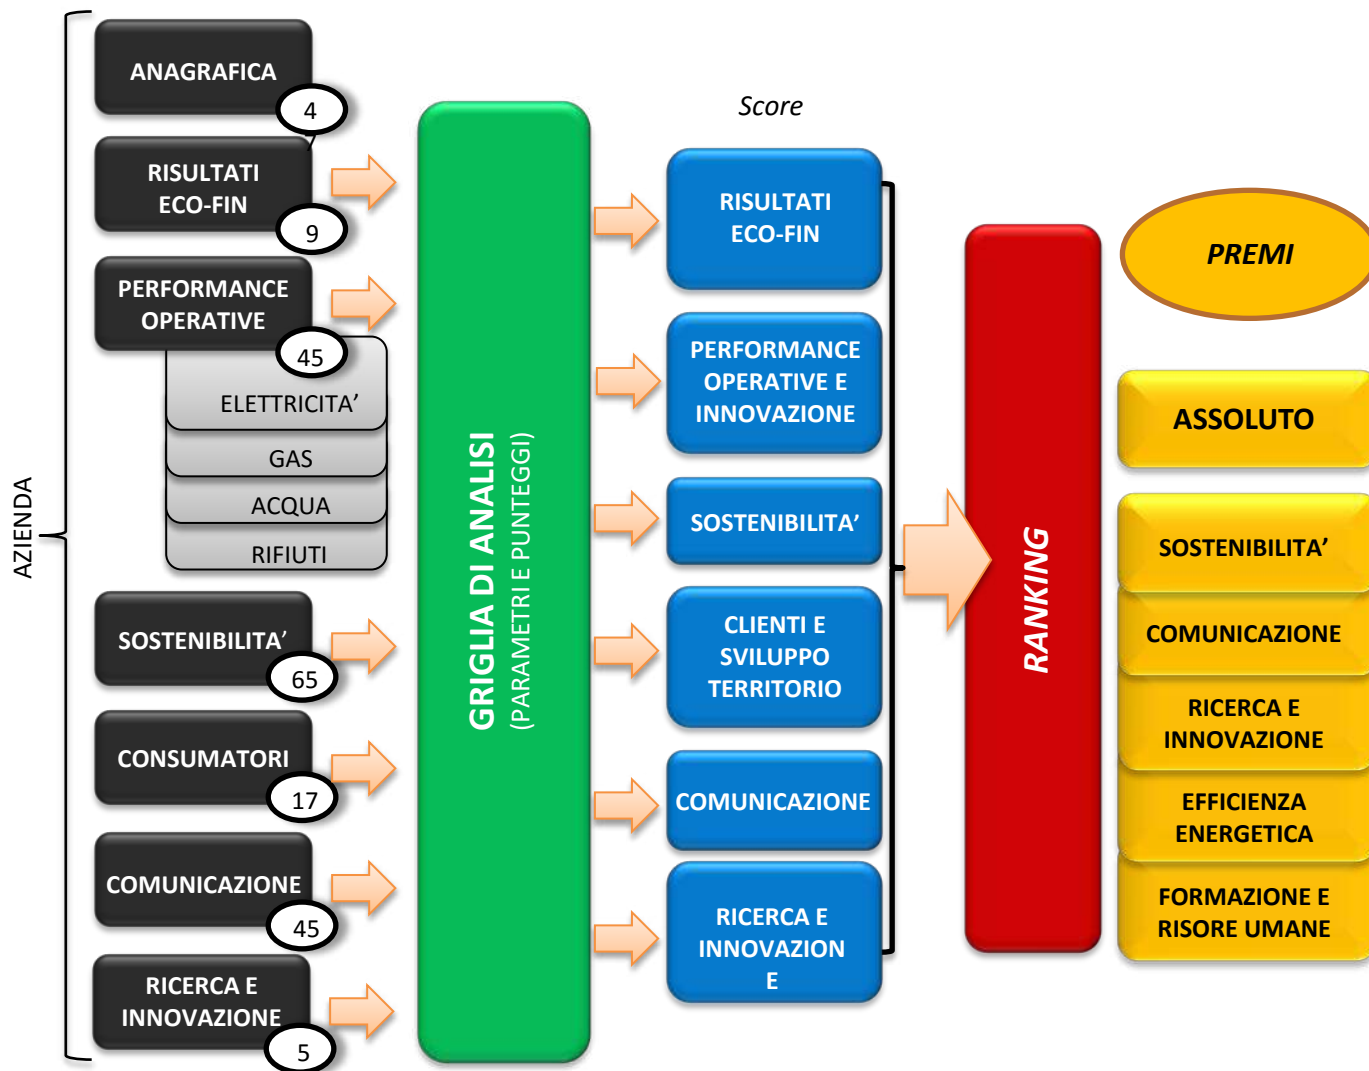 AZIENDA
ANAGRAFICA
4
RISULTATI
ECO-FIN
9
PERFORMANCE
OPERATIVE
45
ELETTRICITA’
GAS
ACQUA
RIFIUTI
SOSTENIBILITA’
65
CONSUMATORI
17
COMUNICAZIONE
45
RICERCA E
INNOVAZIONE
5
GRIGLIA DI ANALISI
(PARAMETRI E PUNTEGGI)
Score
RISULTATI
ECO-FIN
PERFORMANCE
OPERATIVE E
INNOVAZIONE
SOSTENIBILITA’
CLIENTI E
SVILUPPO
TERRITORIO
COMUNICAZIONE
RICERCA E
INNOVAZION
E
RANKING
PREMI
ASSOLUTO
SOSTENIBILITA’
COMUNICAZIONE
RICERCA E
INNOVAZIONE
EFFICIENZA
ENERGETICA
FORMAZIONE E
RISORE UMANE